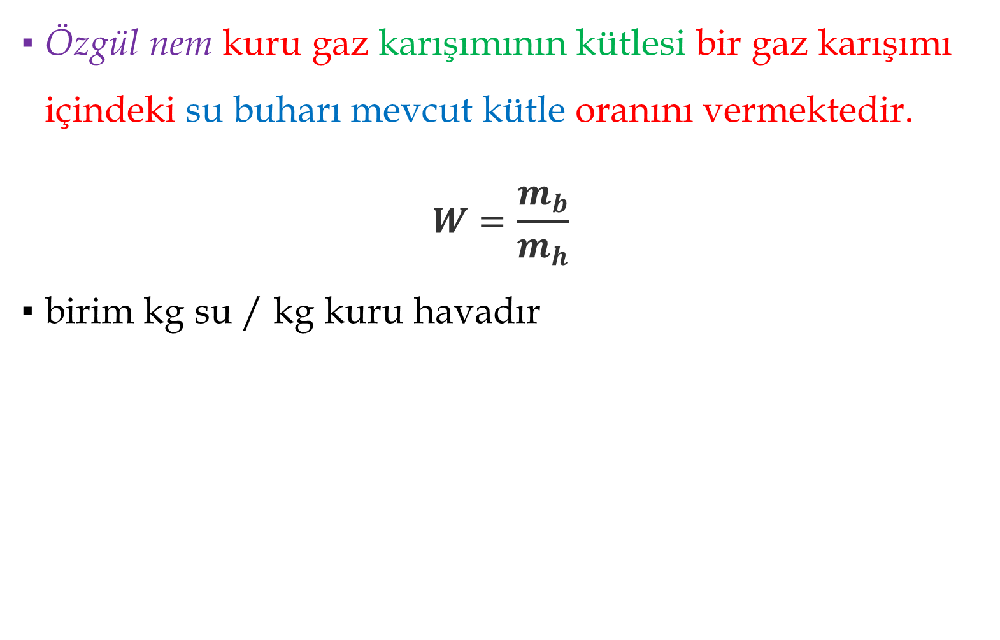 ▪ Özgül nem kuru gaz karışımının kütlesi bir gaz karışımı
içindeki su buharı mevcut kütle oranını vermektedir.
W = m_b / m_h
▪ birim kg su / kg kuru havadır